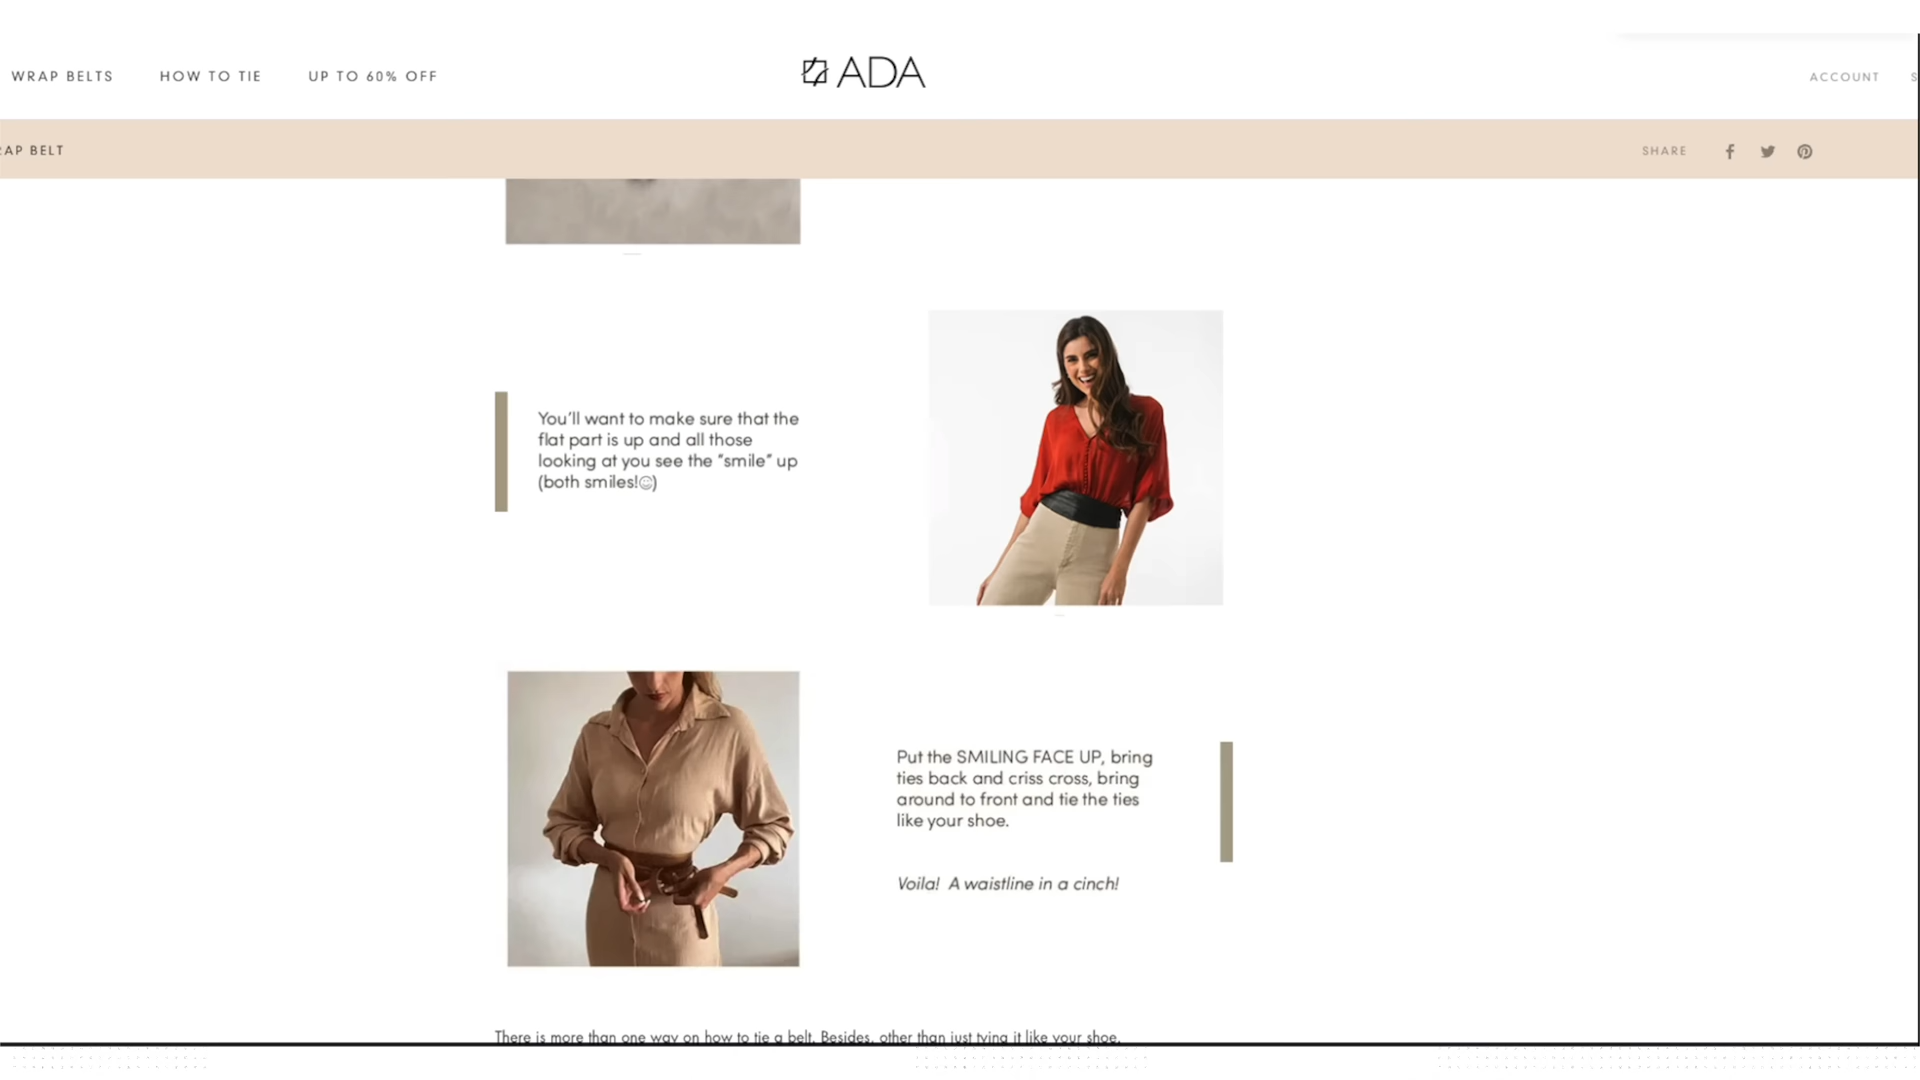 WRAP BELTS
HOW TO TIE
UP TO 60% OFF
ADA
ACCOUNT
BELT
SHARE
You'll want to make sure that the
flat part is up and all those
looking at you see the “smile” up
(both smiles!☺)
Put the SMILING FACE UP, bring
ties back and criss cross, bring
around to front and tie the ties
like your shoe.
Voila! A waistline in a cinch!
There is more than one way on how to tie a belt. Besides, other than just tying it like your shoe,